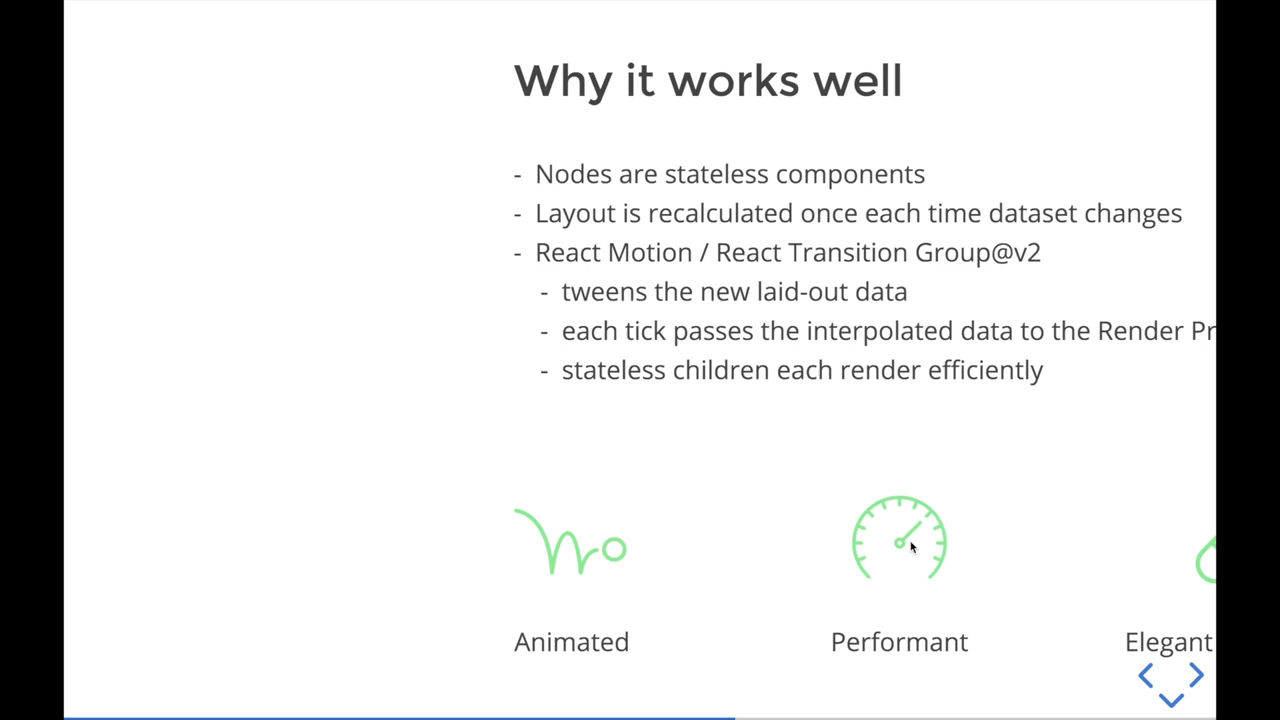 Why it works well
- Nodes are stateless components
- Layout is recalculated once each time dataset changes
- React Motion / React Transition Group@v2
- tweens the new laid-out data
- each tick passes the interpolated data to the Render Pr
- stateless children each render efficiently
Animated Performant Elegant